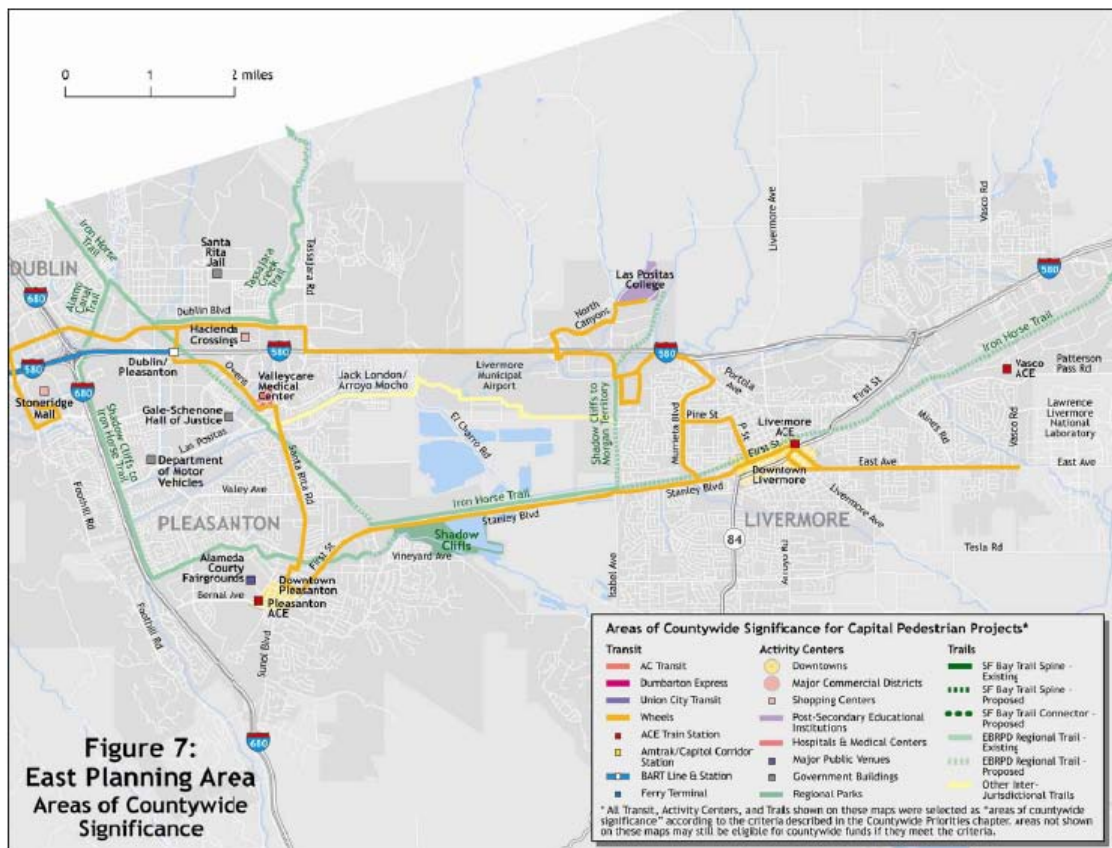 0 1 2 miles
DUBLIN
680
Iron Horse
Trail
Alamo
Canal
Trail
Santa
Rita
Jail
Tassajara
Creek
Trail
Tassajara Rd
Dublin Blvd
Hacienda
Crossings
580
Dublin/
Pleasanton
580
680
Stoneridge
Mall
Owens
Valleycare
Medical
Center
Jack London/
Arroyo Mocho
Livermore
Municipal
Airport
El Charro Rd
Gale-Schenone
Hall of Justice
Las Positas
Department
of Motor
Vehicles
Shadow Cliffs to
Iron Horse Trail
Foothill Rd
Valley Ave
Santa Rita Rd
PLEASANTON
Alameda
County
Fairgrounds
Bernal Ave
Downtown
Pleasanton
Pleasanton
ACE
First St
Sunol Blvd
Foothill Rd
680
Iron Horse Trail
Stanley Blvd
Shadow
Cliffs
Vineyard Ave
Las Positas
College
North
Canyons
580
Shadow Cliffs to
Morgan Territory
Isabel Ave
Murrieta Blvd
Portola
Ave
Pine St
P St
First St
Stanley Blvd
Livermore
ACE
Downtown
Livermore
LIVERMORE
84
Arroyo Rd
Livermore Ave
Livermore Ave
First St
Iron Horse Trail
Mines Rd
East Ave
East Ave
Tesla Rd
Vasco Rd
580
Vasco
ACE
Patterson
Pass Rd
Vasco Rd
Lawrence
Livermore
National
Laboratory
Figure 7:
East Planning Area
Areas of Countywide
Significance
Areas of Countywide Significance for Capital Pedestrian Projects*
Transit
AC Transit
Dumbarton Express
Union City Transit
Wheels
ACE Train Station
Amtrak/Capitol Corridor
Station
BART Line & Station
Ferry Terminal
Activity Centers
Downtowns
Major Commercial Districts
Shopping Centers
Post-Secondary Educational
Institutions
Hospitals & Medical Centers
Major Public Venues
Government Buildings
Regional Parks
Trails
SF Bay Trail Spine -
Existing
SF Bay Trail Spine -
Proposed
SF Bay Trail Connector -
Proposed
EBRPD Regional Trail -
Existing
EBRPD Regional Trail -
Proposed
Other Inter-
Jurisdictional Trails
* All Transit, Activity Centers, and Trails shown on these maps were selected as "areas of countywide
significance" according to the criteria described in the Countywide Priorities chapter. Areas not shown
on these maps may still be eligible for countywide funds if they meet the criteria.